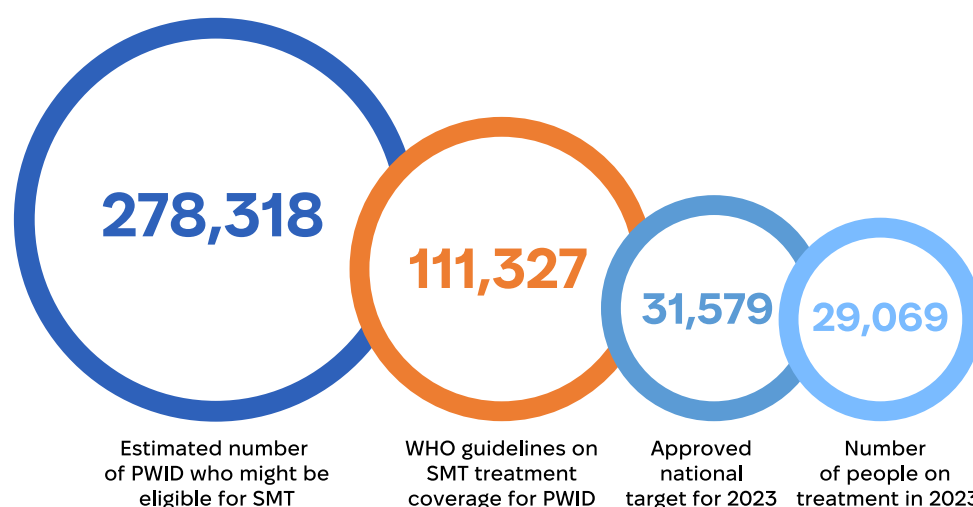 278,318
111,327
31,579
29,069
Estimated number
of PWID who might be
eligible for SMT
WHO guidelines on
SMT treatment
coverage for PWID
Approved
national
target for 2023
Number
of people on
treatment in 2023